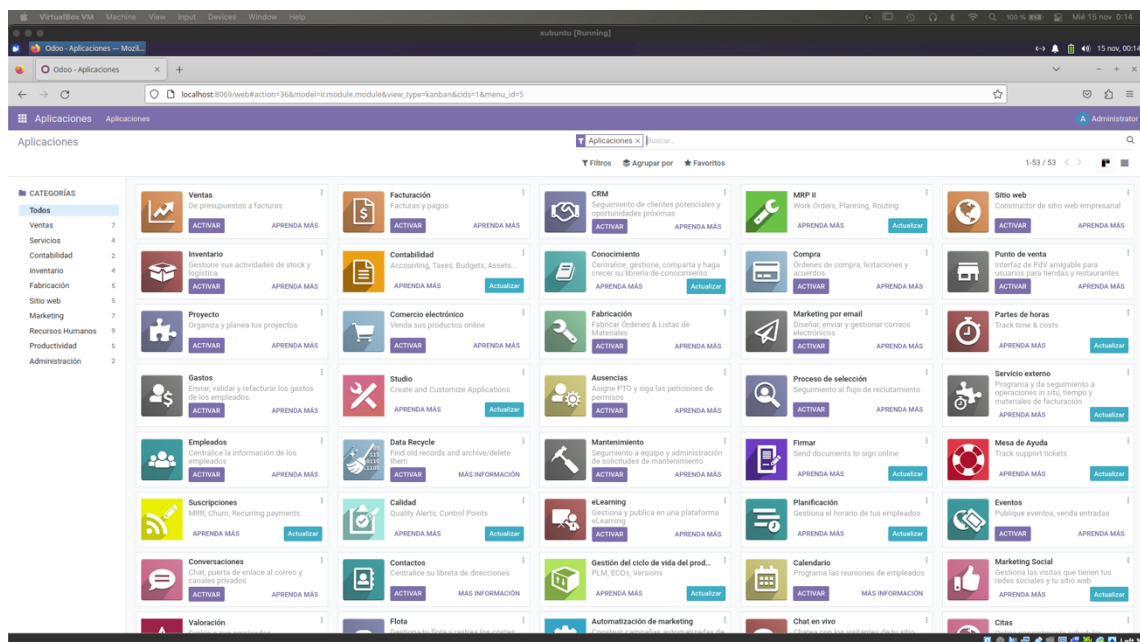 VirtualBox VM Machine View Input Devices Window Help 100 % Mié 15 nov 0:14
xubuntu [Running]
Odoo - Aplicaciones — Mozil... 15 nov, 00:14
Odoo - Aplicaciones × +
localhost:8069/web#action=36&model=ir.module.module&view_type=kanban&cids=1&menu_id=5
Aplicaciones Aplicaciones A Administrator
Aplicaciones Aplicaciones × Buscar...
Filtros Agrupar por Favoritos 1-53 / 53
CATEGORÍAS
Todos
Ventas 7
Servicios 4
Contabilidad 2
Inventario 4
Fabricación 5
Sitio web 5
Marketing 7
Recursos Humanos 9
Productividad 5
Administración 2
Ventas
De presupuestos a facturas
ACTIVAR APRENDA MÁS
Facturación
Facturas y pagos
ACTIVAR APRENDA MÁS
CRM
Seguimiento de clientes potenciales y
oportunidades próximas
ACTIVAR APRENDA MÁS
MRP II
Work Orders, Planning, Routing
APRENDA MÁS Actualizar
Sitio web
Constructor de sitio web empresarial
ACTIVAR APRENDA MÁS
Inventario
Gestione sus actividades de stock y
logística.
ACTIVAR APRENDA MÁS
Contabilidad
Accounting, Taxes, Budgets, Assets...
APRENDA MÁS Actualizar
Conocimiento
Centralice, gestione, comparta y haga
crecer su librería de conocimiento
APRENDA MÁS Actualizar
Compra
Órdenes de compra, licitaciones y
acuerdos.
ACTIVAR APRENDA MÁS
Punto de venta
Interfaz de PdV amigable para
usuarios para tiendas y restaurantes
ACTIVAR APRENDA MÁS
Proyecto
Organiza y planea tus proyectos
ACTIVAR APRENDA MÁS
Comercio electrónico
Venda sus productos online
ACTIVAR APRENDA MÁS
Fabricación
Fabricar Órdenes & Listas de
Materiales
ACTIVAR APRENDA MÁS
Marketing por email
Diseñar, enviar y gestionar correos
electrónicos
ACTIVAR APRENDA MÁS
Partes de horas
Track time & costs
APRENDA MÁS Actualizar
Gastos
Enviar, validar y refacturar los gastos
de los empleados.
ACTIVAR APRENDA MÁS
Studio
Create and Customize Applications
APRENDA MÁS Actualizar
Ausencias
Asigne PTO y siga las peticiones de
permisos
ACTIVAR APRENDA MÁS
Proceso de selección
Seguimiento al flujo de reclutamiento
ACTIVAR APRENDA MÁS
Servicio externo
Programa y da seguimiento a
operaciones in situ, tiempo y
materiales de facturación
APRENDA MÁS Actualizar
Empleados
Centralice la información de los
empleados
ACTIVAR APRENDA MÁS
Data Recycle
Find old records and archive/delete
them
ACTIVAR MÁS INFORMACIÓN
Mantenimiento
Segumiento a equipo y administración
de solicitudes de mantenimiento
ACTIVAR APRENDA MÁS
Firmar
Send documents to sign online
APRENDA MÁS Actualizar
Mesa de Ayuda
Track support tickets
APRENDA MÁS Actualizar
Suscripciones
MRR, Churn, Recurring payments
APRENDA MÁS Actualizar
Calidad
Quality Alerts, Control Points
APRENDA MÁS Actualizar
eLearning
Gestiona y publica en una plataforma
eLearning
ACTIVAR APRENDA MÁS
Planificación
Gestiona el horario de tus empleados
APRENDA MÁS Actualizar
Eventos
Publique eventos, venda entradas
ACTIVAR APRENDA MÁS
Conversaciones
Chat, puerta de enlace al correo y
canales privados
ACTIVAR APRENDA MÁS
Contactos
Centralice su libreta de direcciones
ACTIVAR MÁS INFORMACIÓN
Gestión del ciclo de vida del prod...
PLM, ECOs, Versions
APRENDA MÁS Actualizar
Calendario
Programa las reuniones de empleados
ACTIVAR MÁS INFORMACIÓN
Marketing Social
Gestiona las visitas que tienen tus
redes sociales y tu sitio web
APRENDA MÁS Actualizar
Valoración
Flota
Gestiona tu flota y rastrea los costes
Automatización de marketing
Construir campañas automatizadas de
Chat en vivo
Chatea con los visitantes de tu sitio
Citas